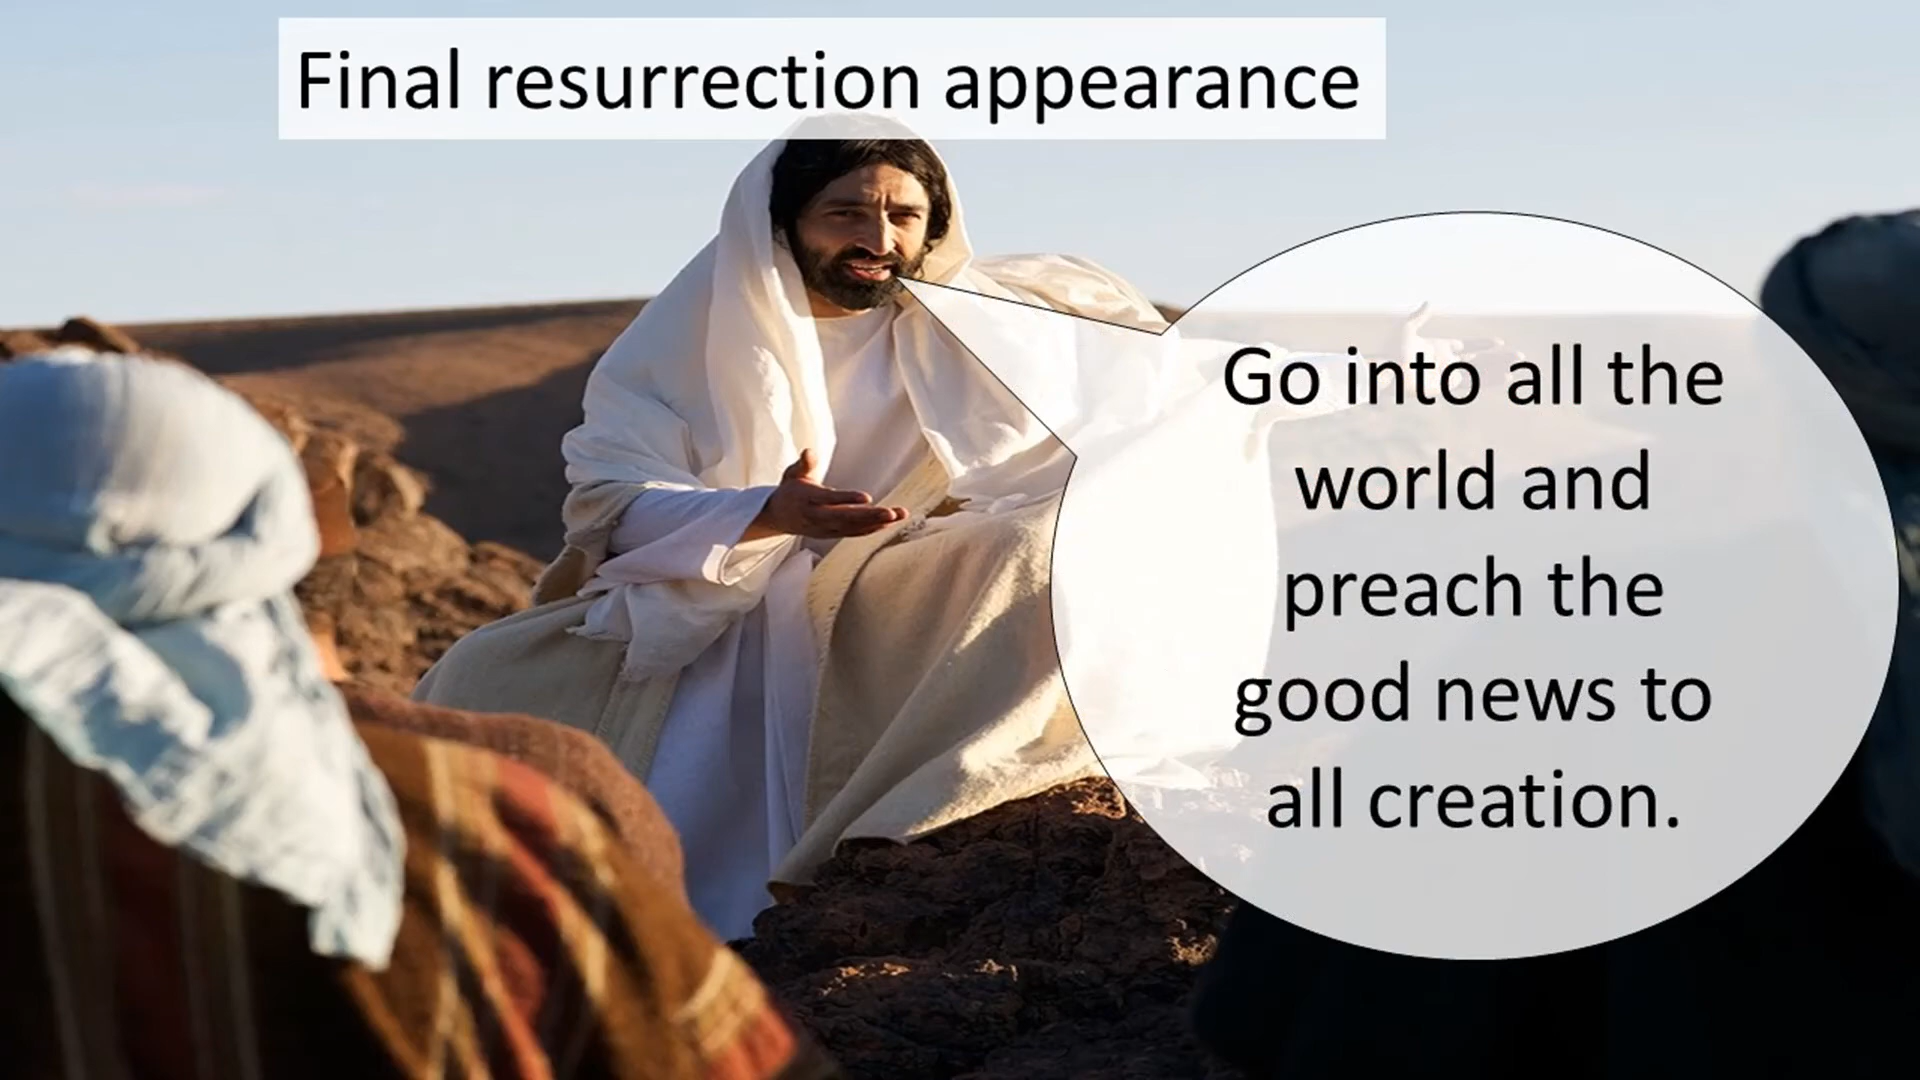 Final resurrection appearance
Go into all the
world and
preach the
good news to
all creation.